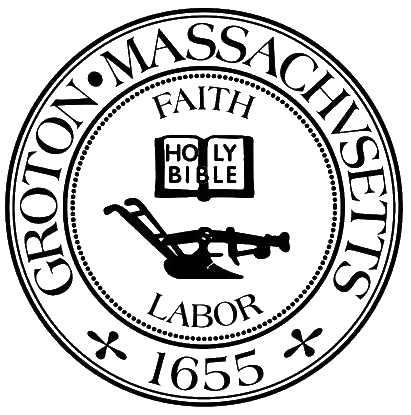 GROTON • MASSACHVSETTS
FAITH
HOLY
BIBLE
LABOR
1655